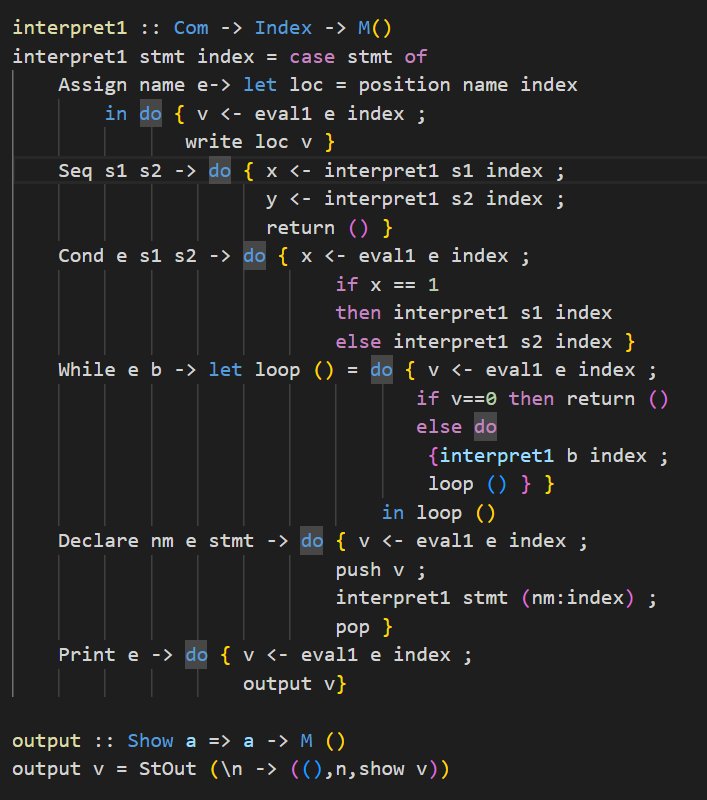 interpret1 :: Com -> Index -> M()
interpret1 stmt index = case stmt of
    Assign name e-> let loc = position name index
        in do { v <- eval1 e index ;
               write loc v }
    Seq s1 s2 -> do { x <- interpret1 s1 index ;
                      y <- interpret1 s2 index ;
                      return () }
    Cond e s1 s2 -> do { x <- eval1 e index ;
                            if x == 1
                            then interpret1 s1 index
                            else interpret1 s2 index }
    While e b -> let loop () = do { v <- eval1 e index ;
                                   if v==0 then return ()
                                   else do
                                    {interpret1 b index ;
                                    loop () } }
                                in loop ()
    Declare nm e stmt -> do { v <- eval1 e index ;
                            push v ;
                            interpret1 stmt (nm:index) ;
                            pop }
    Print e -> do { v <- eval1 e index ;
                    output v}

output :: Show a => a -> M ()
output v = StOut (\n -> ((),n,show v))